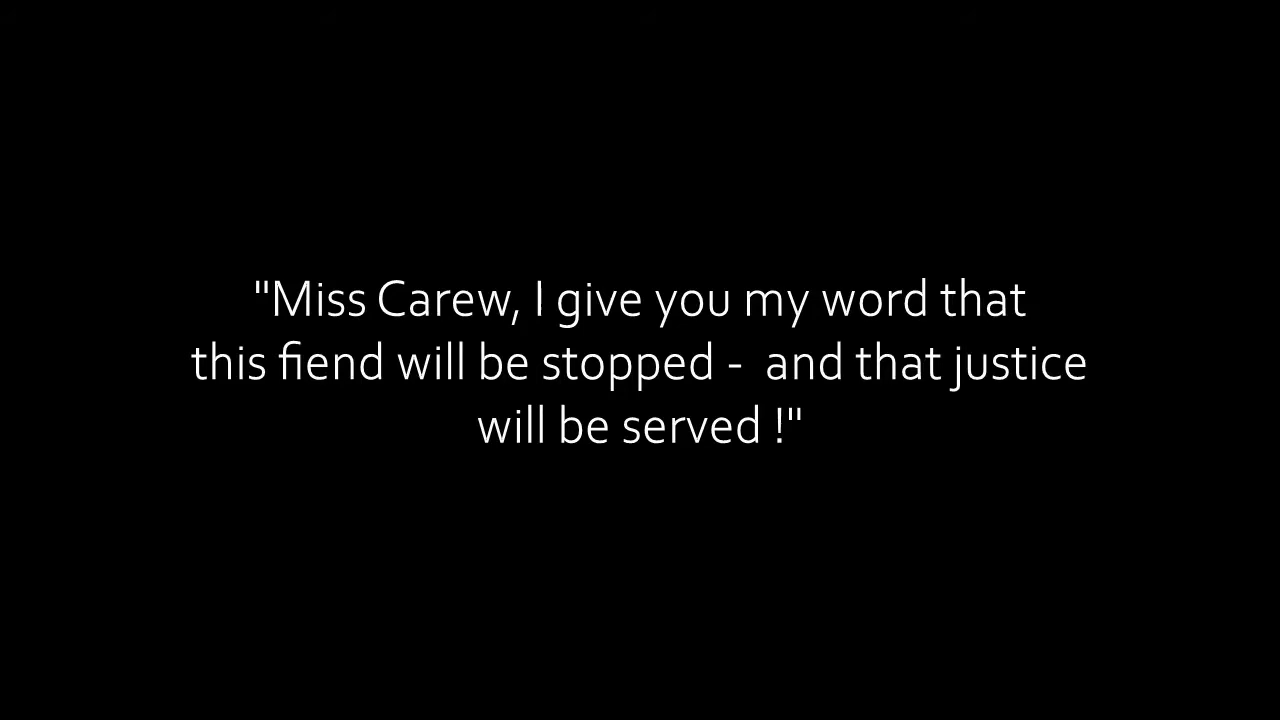 "Miss Carew, I give you my word that
this fiend will be stopped -  and that justice
will be served !"